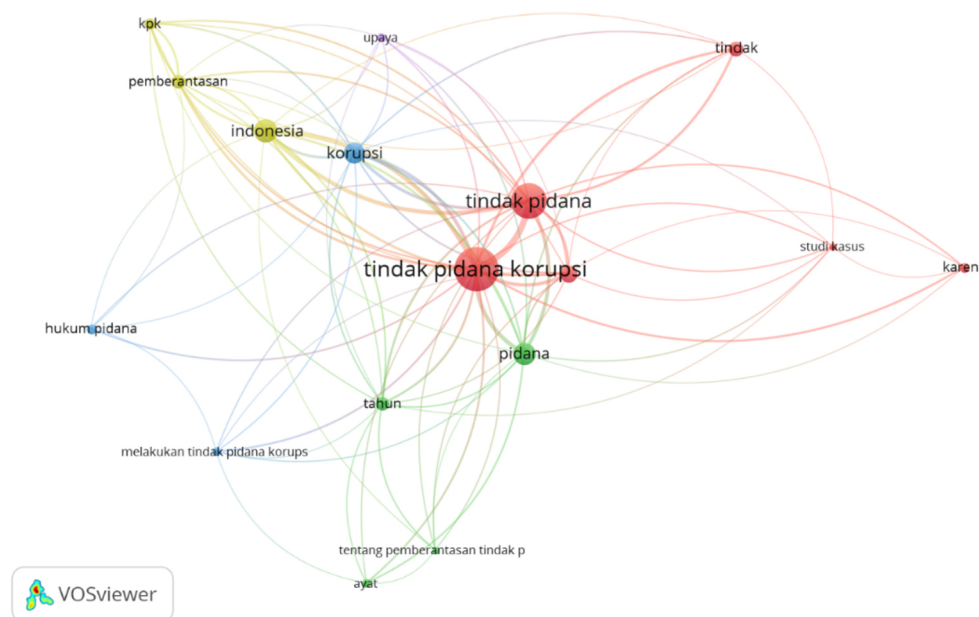 kpk
upaya
tindak
pemberantasan
indonesia
korupsi
tindak pidana
studi kasus
tindak pidana korupsi
karen
hukum pidana
pidana
tahun
melakukan tindak pidana korups
tentang pemberantasan tindak p
ayat
VOSviewer